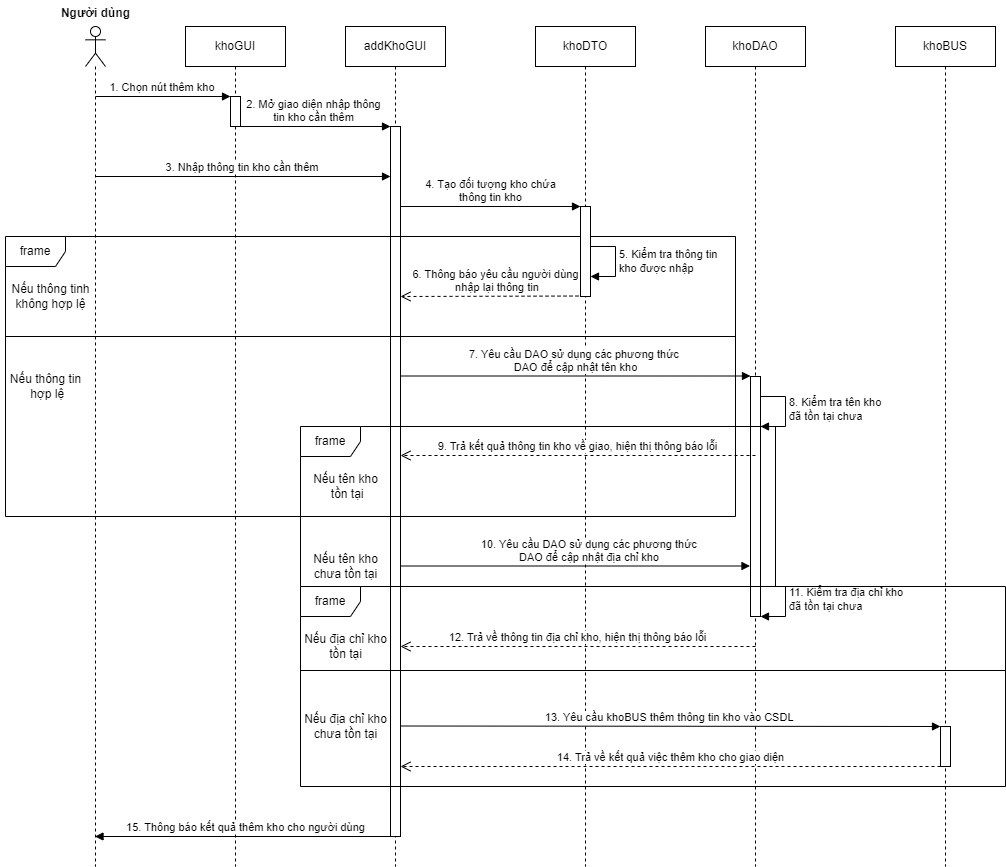 Người dùng
khoGUI
addKhoGUI
khoDTO
khoDAO
khoBUS
1. Chọn nút thêm kho
2. Mở giao diện nhập thông
tin kho cần thêm
3. Nhập thông tin kho cần thêm
4. Tạo đối tượng kho chứa
thông tin kho
frame
5. Kiểm tra thông tin
kho được nhập
6. Thông báo yêu cầu người dùng
nhập lại thông tin
Nếu thông tinh
không hợp lệ
7. Yêu cầu DAO sử dụng các phương thức
DAO để cập nhật tên kho
Nếu thông tin
hợp lệ
8. Kiểm tra tên kho
đã tồn tại chưa
frame
9. Trả kết quả thông tin kho về giao, hiện thị thông báo lỗi
Nếu tên kho
tồn tại
10. Yêu cầu DAO sử dụng các phương thức
DAO để cập nhật địa chỉ kho
Nếu tên kho
chưa tồn tại
frame
11. Kiểm tra địa chỉ kho
đã tồn tại chưa
Nếu địa chỉ kho
tồn tại
12. Trả về thông tin địa chỉ kho, hiện thị thông báo lỗi
Nếu địa chỉ kho
chưa tồn tại
13. Yêu cầu khoBUS thêm thông tin kho vào CSDL
14. Trả về kết quả việc thêm kho cho giao diện
15. Thông báo kết quả thêm kho cho người dùng